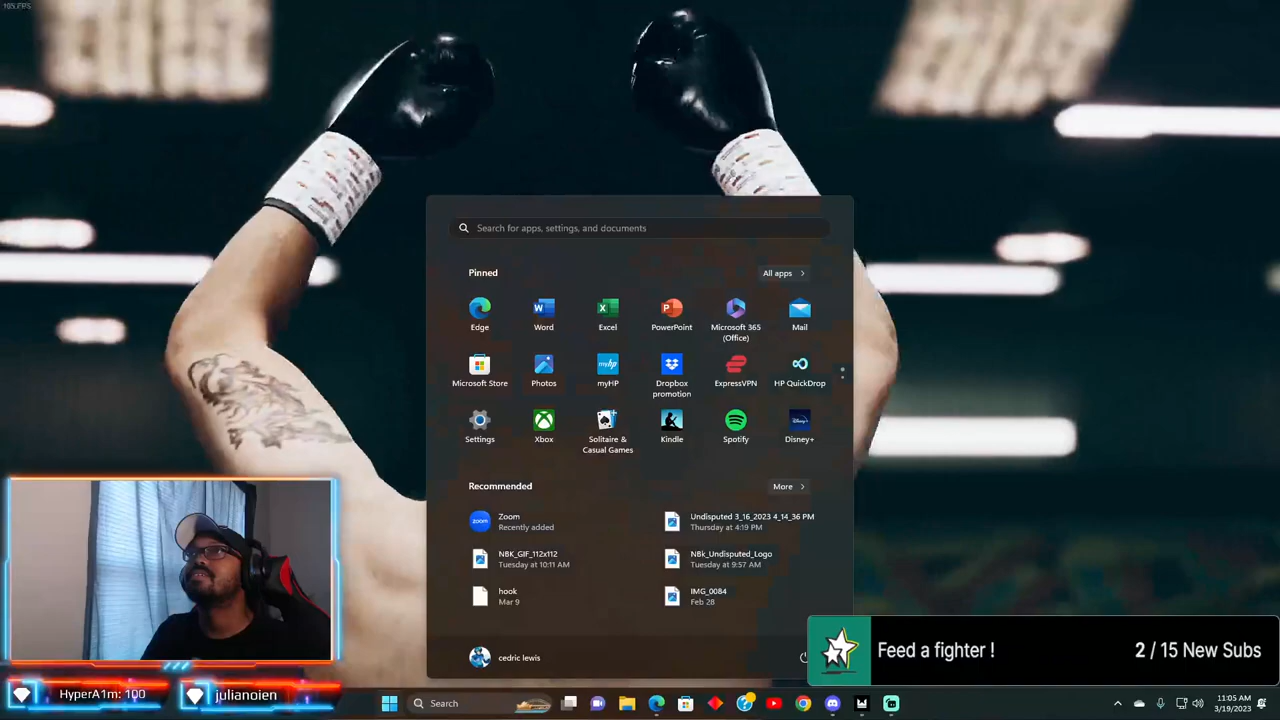 195 FPS
Search for apps, settings, and documents
Pinned
All apps
Edge
Word
Excel
PowerPoint
Microsoft 365
(Office)
Mail
Microsoft Store
Photos
myHP
Dropbox
promotion
ExpressVPN
HP QuickDrop
Settings
Xbox
Solitaire &
Casual Games
Kindle
Spotify
Disney+
Recommended
More
zoom
Zoom
Recently added
Undisputed 3_16_2023 4_14_36 PM
Thursday at 4:19 PM
NBK_GIF_112x112
Tuesday at 10:11 AM
NBk_Undisputed_Logo
Tuesday at 9:57 AM
hook
Mar 9
IMG_0084
Feb 28
cedric lewis
Feed a fighter !
2 / 15 New Subs
HyperA1m: 100
julianoien
Search
11:05 AM
3/19/2023